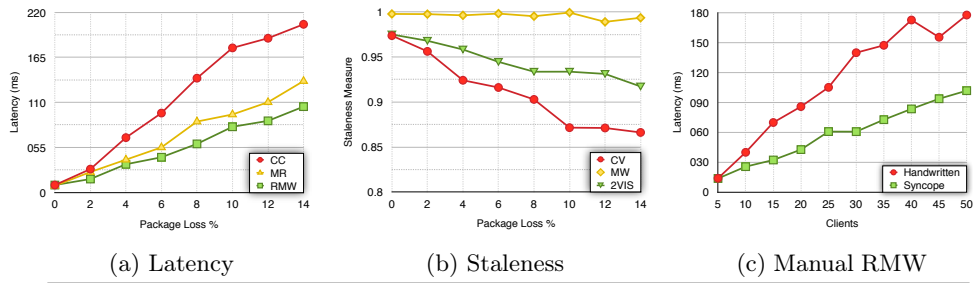 220
165
110
055
0
Latency (ms)
CC
MR
RMW
0 2 4 6 8 10 12 14
Package Loss %
(a) Latency
1
0.95
0.9
0.85
0.8
Staleness Measure
CV
MW
2VIS
0 2 4 6 8 10 12 14
Package Loss %
(b) Staleness
180
150
120
090
060
030
0
Latency (ms)
Handwritten
Syncope
5 10 15 20 25 30 35 40 45 50
Clients
(c) Manual RMW